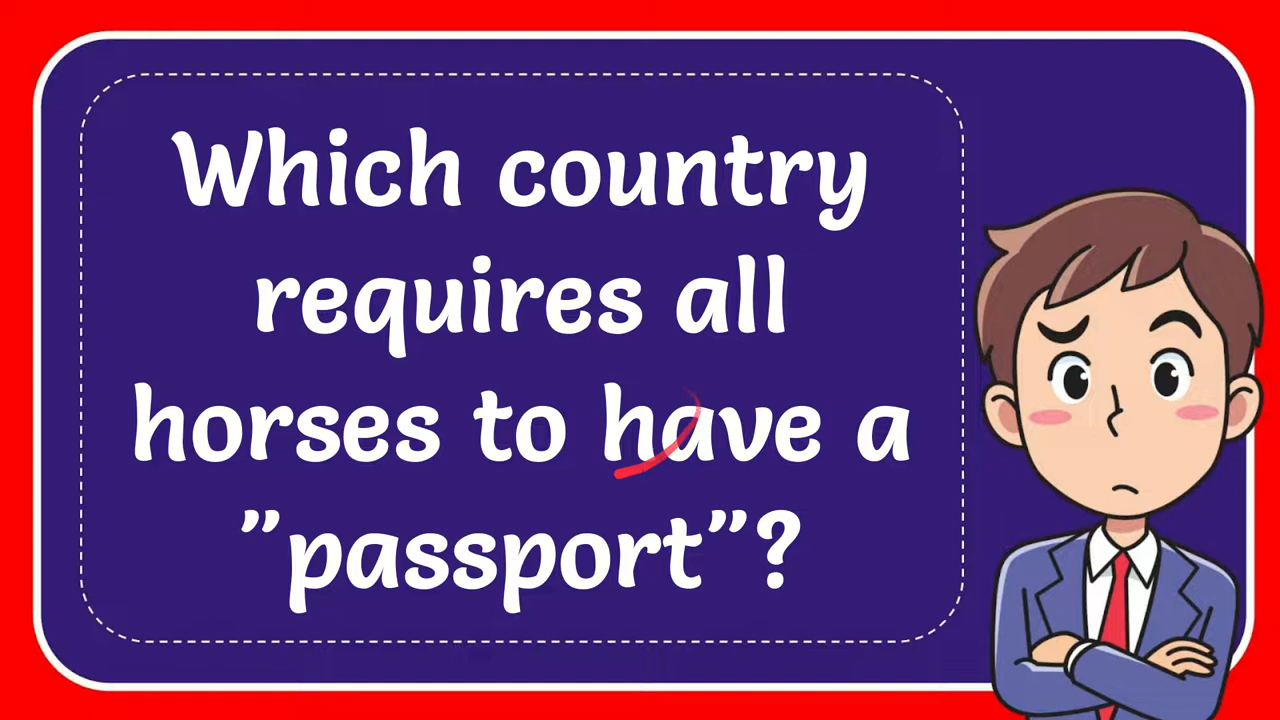 Which country
requires all
horses to have a
"passport"?